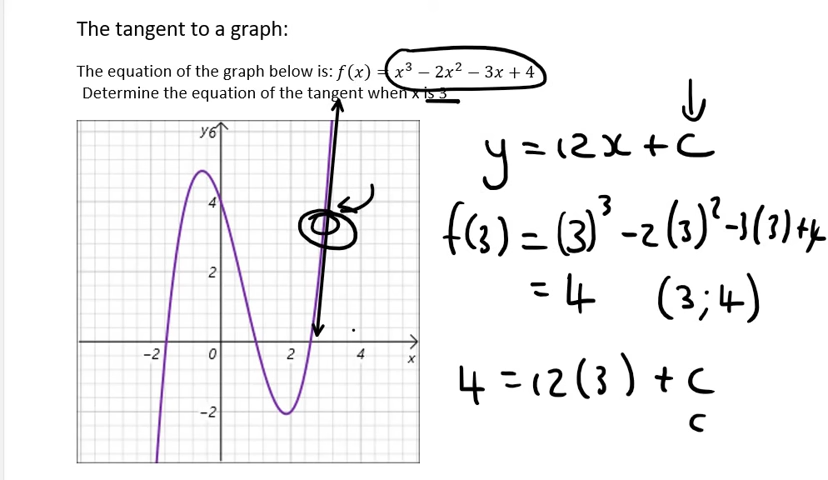 The tangent to a graph:
The equation of the graph below is: f(x) = x³ − 2x² − 3x + 4
Determine the equation of the tangent when x is 3
y = 12x + c
f(3) = (3)³ - 2(3)² - 3(3) + 4
= 4 (3;4)
4 = 12(3) + c
c
y 6
4
2
-2 0 2 4 x
-2